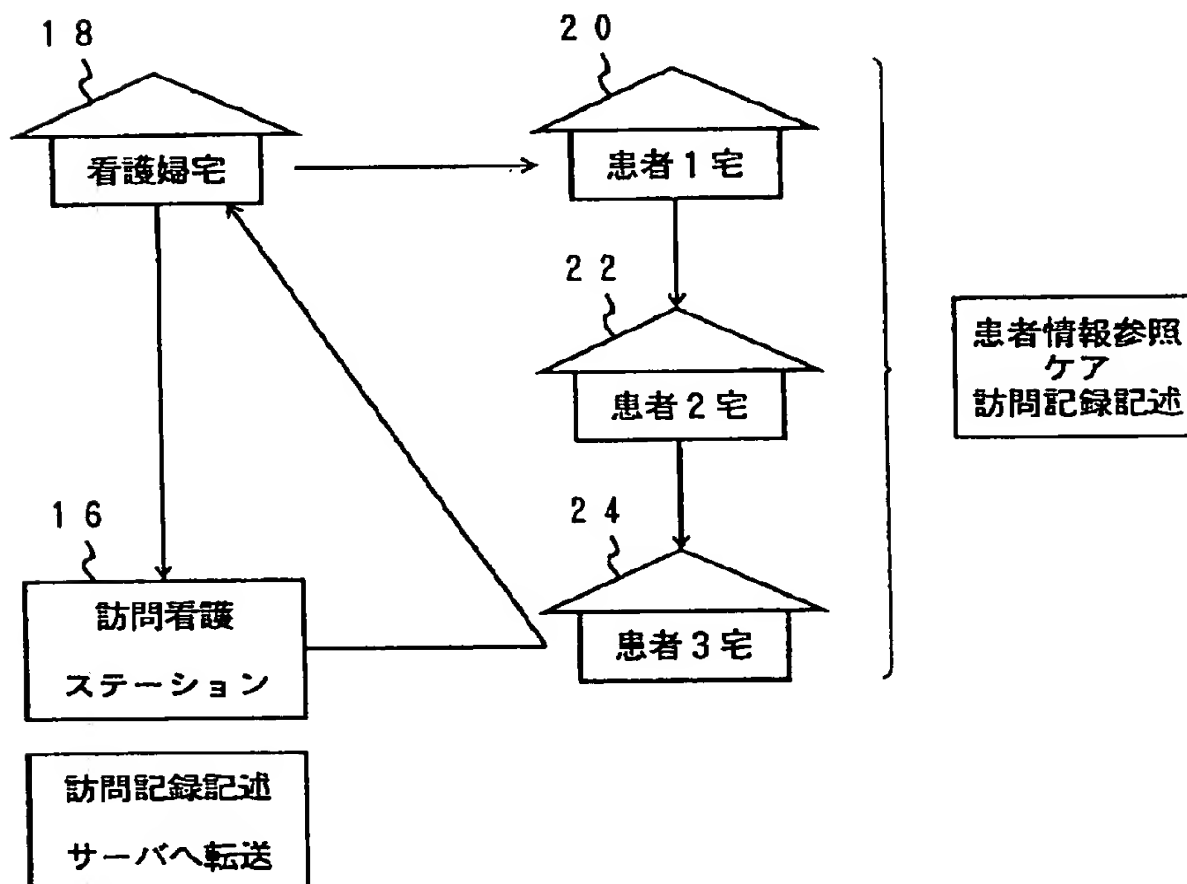 １８
２０
看護婦宅
患者１宅
２２
患者２宅
患者情報参照
ケア
訪問記録記述
１６
２４
訪問看護
ステーション
患者３宅
訪問記録記述
サーバへ転送